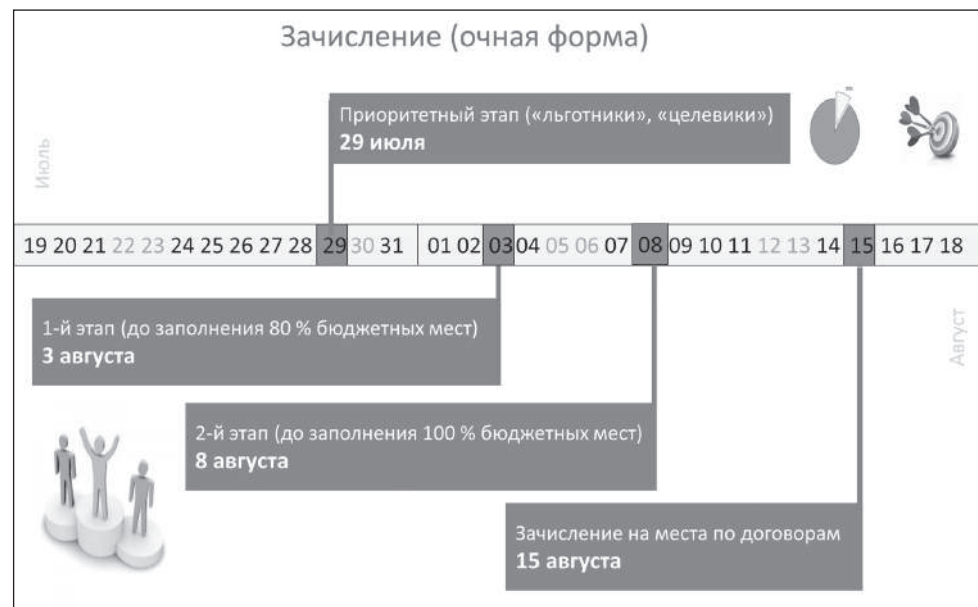 Зачисление (очная форма)
Приоритетный этап («льготники», «целевики»)
29 июля
Июль
19 20 21 22 23 24 25 26 27 28 29 30 31 01 02 03 04 05 06 07 08 09 10 11 12 13 14 15 16 17 18
1-й этап (до заполнения 80 % бюджетных мест)
3 августа
Август
2-й этап (до заполнения 100 % бюджетных мест)
8 августа
Зачисление на места по договорам
15 августа